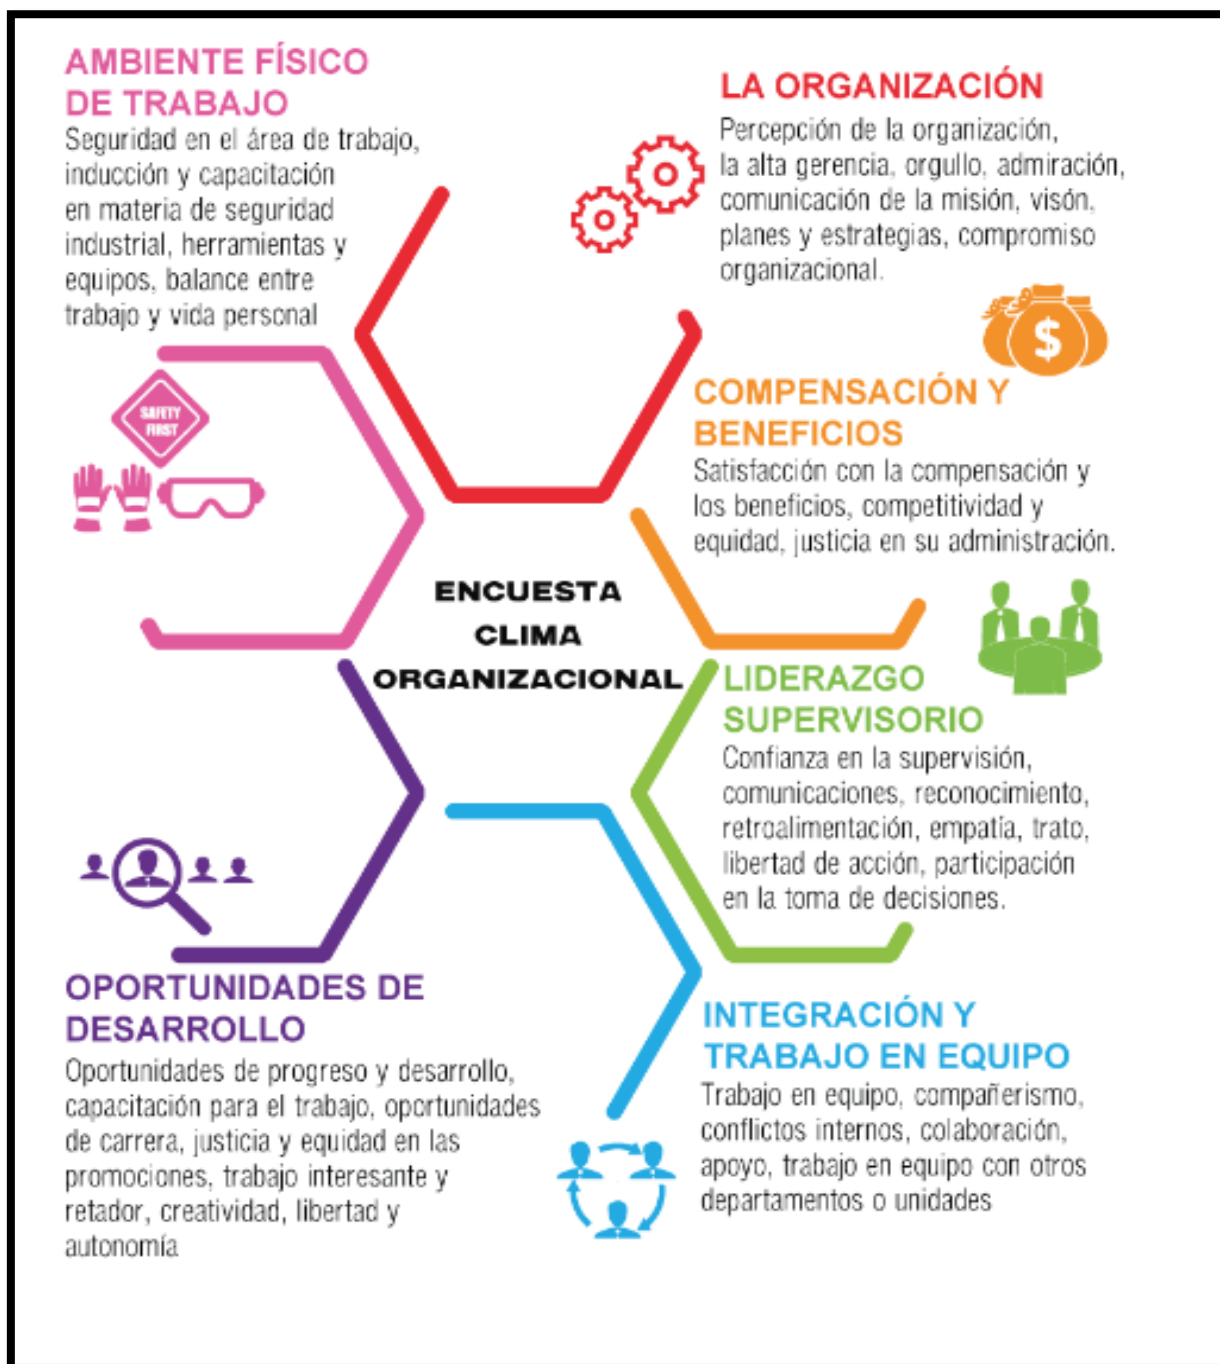 AMBIENTE FÍSICO
DE TRABAJO
Seguridad en el área de trabajo,
inducción y capacitación
en materia de seguridad
industrial, herramientas y
equipos, balance entre
trabajo y vida personal
SAFETY
FIRST
LA ORGANIZACIÓN
Percepción de la organización,
la alta gerencia, orgullo, admiración,
comunicación de la misión, visón,
planes y estrategias, compromiso
organizacional.
$
COMPENSACIÓN Y
BENEFICIOS
Satisfacción con la compensación y
los beneficios, competitividad y
equidad, justicia en su administración.
ENCUESTA
CLIMA
ORGANIZACIONAL
LIDERAZGO
SUPERVISORIO
Confianza en la supervisión,
comunicaciones, reconocimiento,
retroalimentación, empatía, trato,
libertad de acción, participación
en la toma de decisiones.
OPORTUNIDADES DE
DESARROLLO
Oportunidades de progreso y desarrollo,
capacitación para el trabajo, oportunidades
de carrera, justicia y equidad en las
promociones, trabajo interesante y
retador, creatividad, libertad y
autonomía
INTEGRACIÓN Y
TRABAJO EN EQUIPO
Trabajo en equipo, compañerismo,
conflictos internos, colaboración,
apoyo, trabajo en equipo con otros
departamentos o unidades